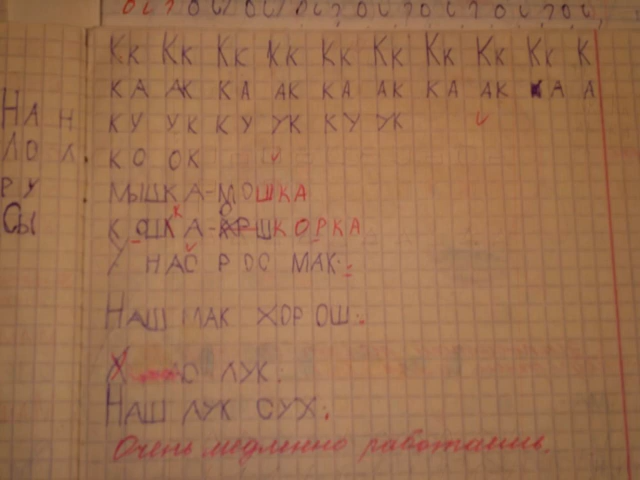 Кк Кк Кк Кк Кк Кк Кк Кк Кк К
НА Н КА АК КА АК КА АК КА АК КА А
ЛО Л КУ УК КУ УК КУ УК
РУ КО ОК
СЫ МЫШКА-МОШКА
КОШКА- КОРКА
У НАС РОС МАК.
НАШ МАК ХОРОШ.
ЛУК.
НАШ ЛУК СУХ.
Очень медленно работаешь.